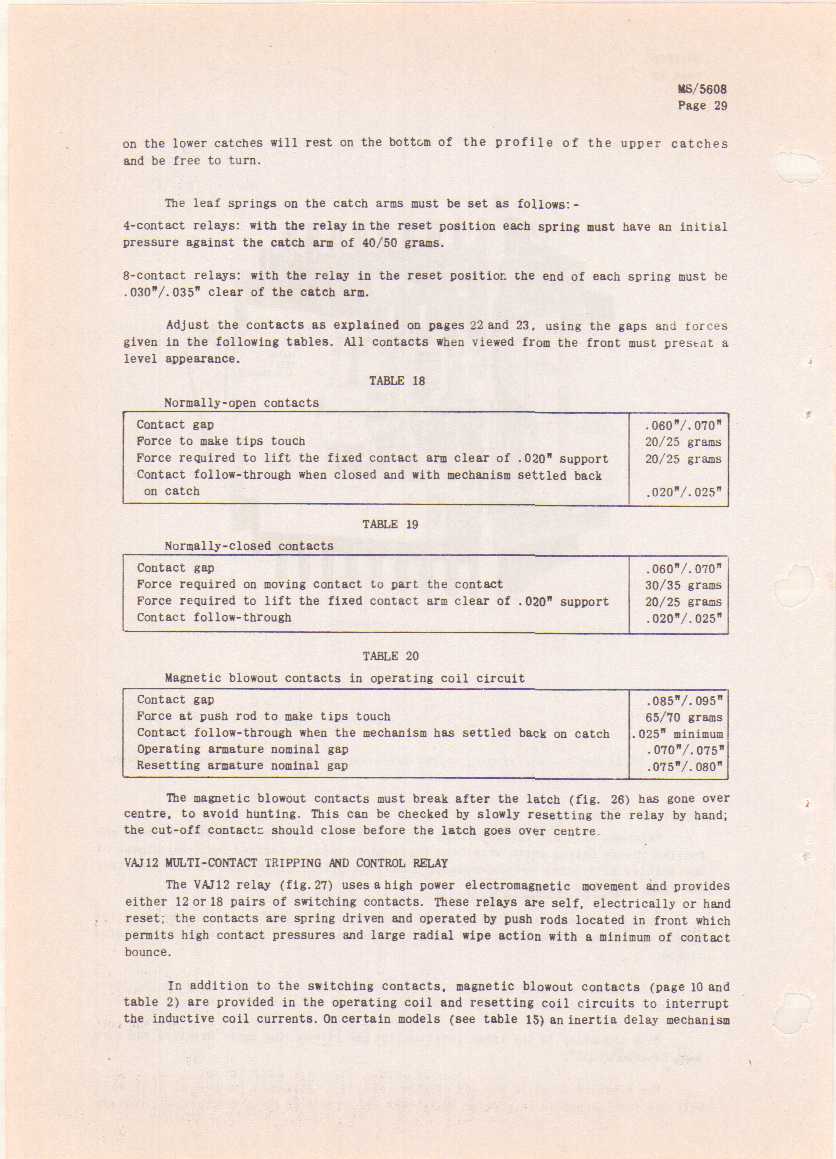 MS/5608
Page 29
on the lower catches will rest on the bottom of the profile of the upper catches
and be free to turn.
The leaf springs on the catch arms must be set as follows:-
4-contact relays: with the relay in the reset position each spring must have an initial
pressure against the catch arm of 40/50 grams.
8-contact relays: with the relay in the reset position the end of each spring must be
.030"/.035" clear of the catch arm.
Adjust the contacts as explained on pages 22 and 23, using the gaps and forces
given in the following tables. All contacts when viewed from the front must present a
level appearance.
TABLE 18
Normally-open contacts
Contact gap .060"/.070"
Force to make tips touch 20/25 grams
Force required to lift the fixed contact arm clear of .020" support 20/25 grams
Contact follow-through when closed and with mechanism settled back
on catch .020"/.025"
TABLE 19
Normally-closed contacts
Contact gap .060"/.070"
Force required on moving contact to part the contact 30/35 grams
Force required to lift the fixed contact arm clear of .020" support 20/25 grams
Contact follow-through .020"/.025"
TABLE 20
Magnetic blowout contacts in operating coil circuit
Contact gap .085"/.095"
Force at push rod to make tips touch 65/70 grams
Contact follow-through when the mechanism has settled back on catch .025" minimum
Operating armature nominal gap .070"/.075"
Resetting armature nominal gap .075"/.080"
The magnetic blowout contacts must break after the latch (fig. 26) has gone over
centre, to avoid hunting. This can be checked by slowly resetting the relay by hand;
the cut-off contacts should close before the latch goes over centre.
VAJ12 MULTI-CONTACT TRIPPING AND CONTROL RELAY
The VAJ12 relay (fig.27) uses a high power electromagnetic movement and provides
either 12 or 18 pairs of switching contacts. These relays are self, electrically or hand
reset; the contacts are spring driven and operated by push rods located in front which
permits high contact pressures and large radial wipe action with a minimum of contact
bounce.
In addition to the switching contacts, magnetic blowout contacts (page 10 and
table 2) are provided in the operating coil and resetting coil circuits to interrupt
the inductive coil currents. On certain models (see table 15) an inertia delay mechanism